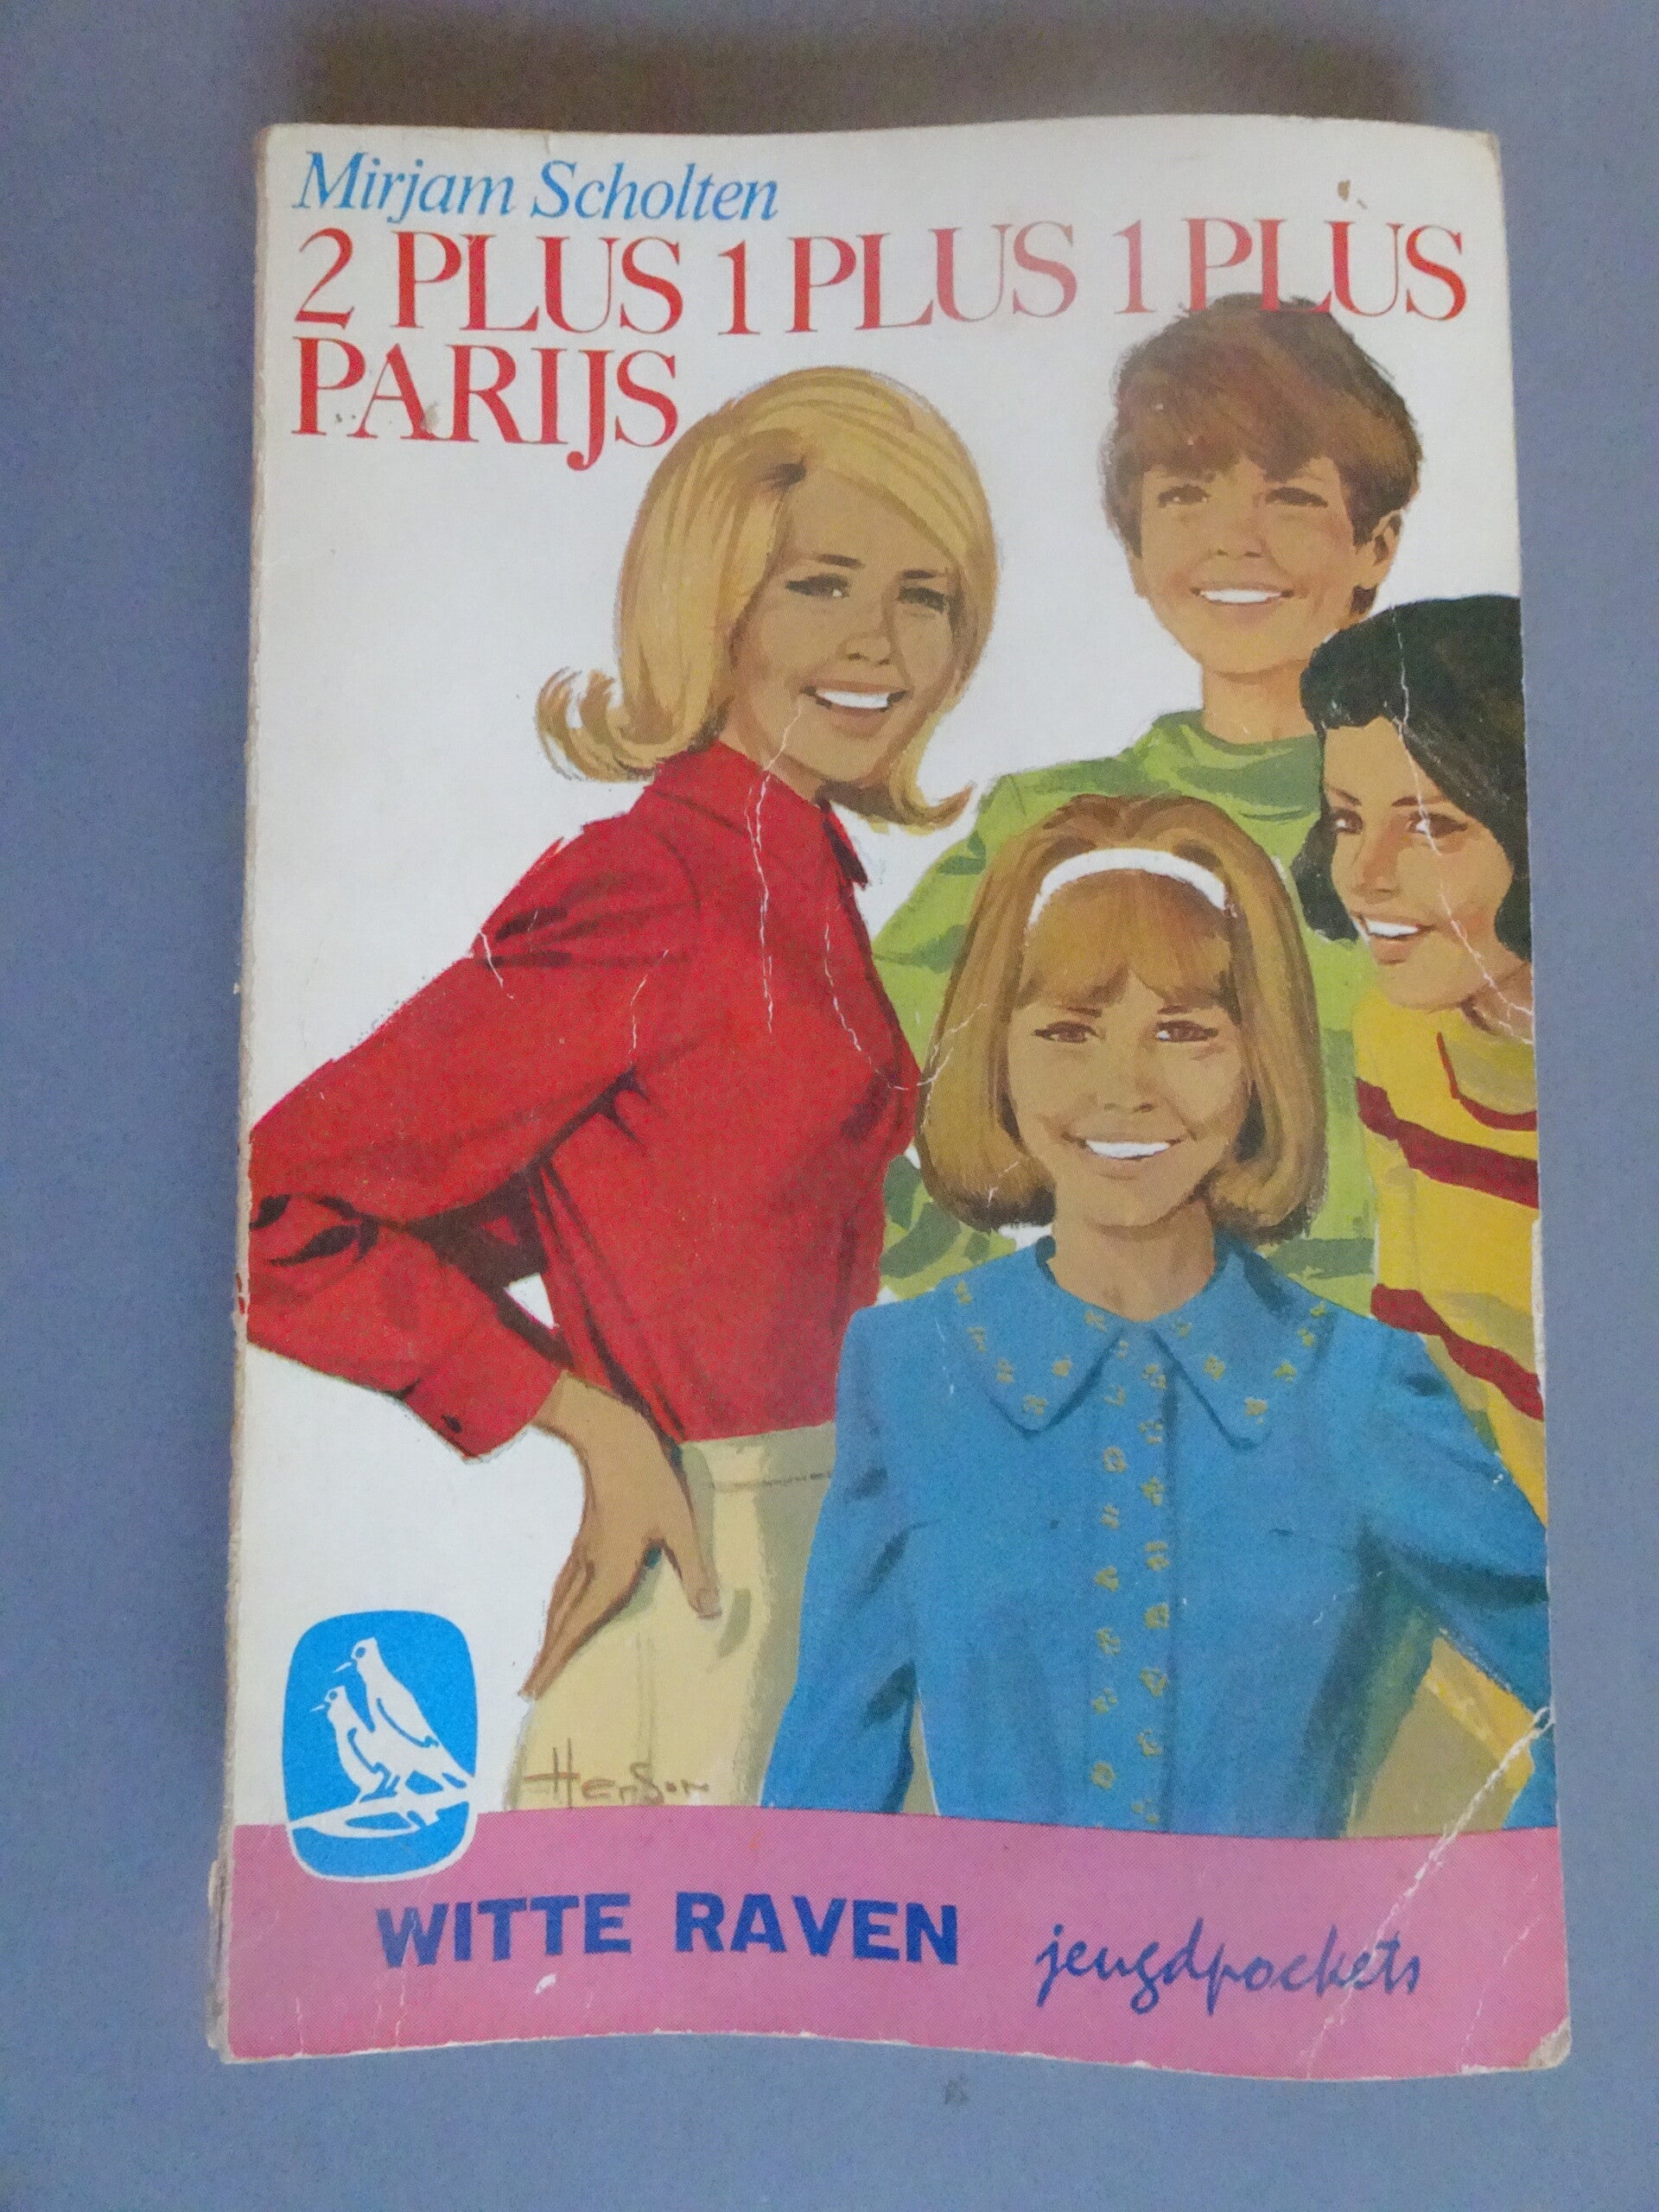 Mirjam Scholten
2 PLUS 1 PLUS 1 PLUS
PARIJS
Henson
WITTE RAVEN jeugdpockets